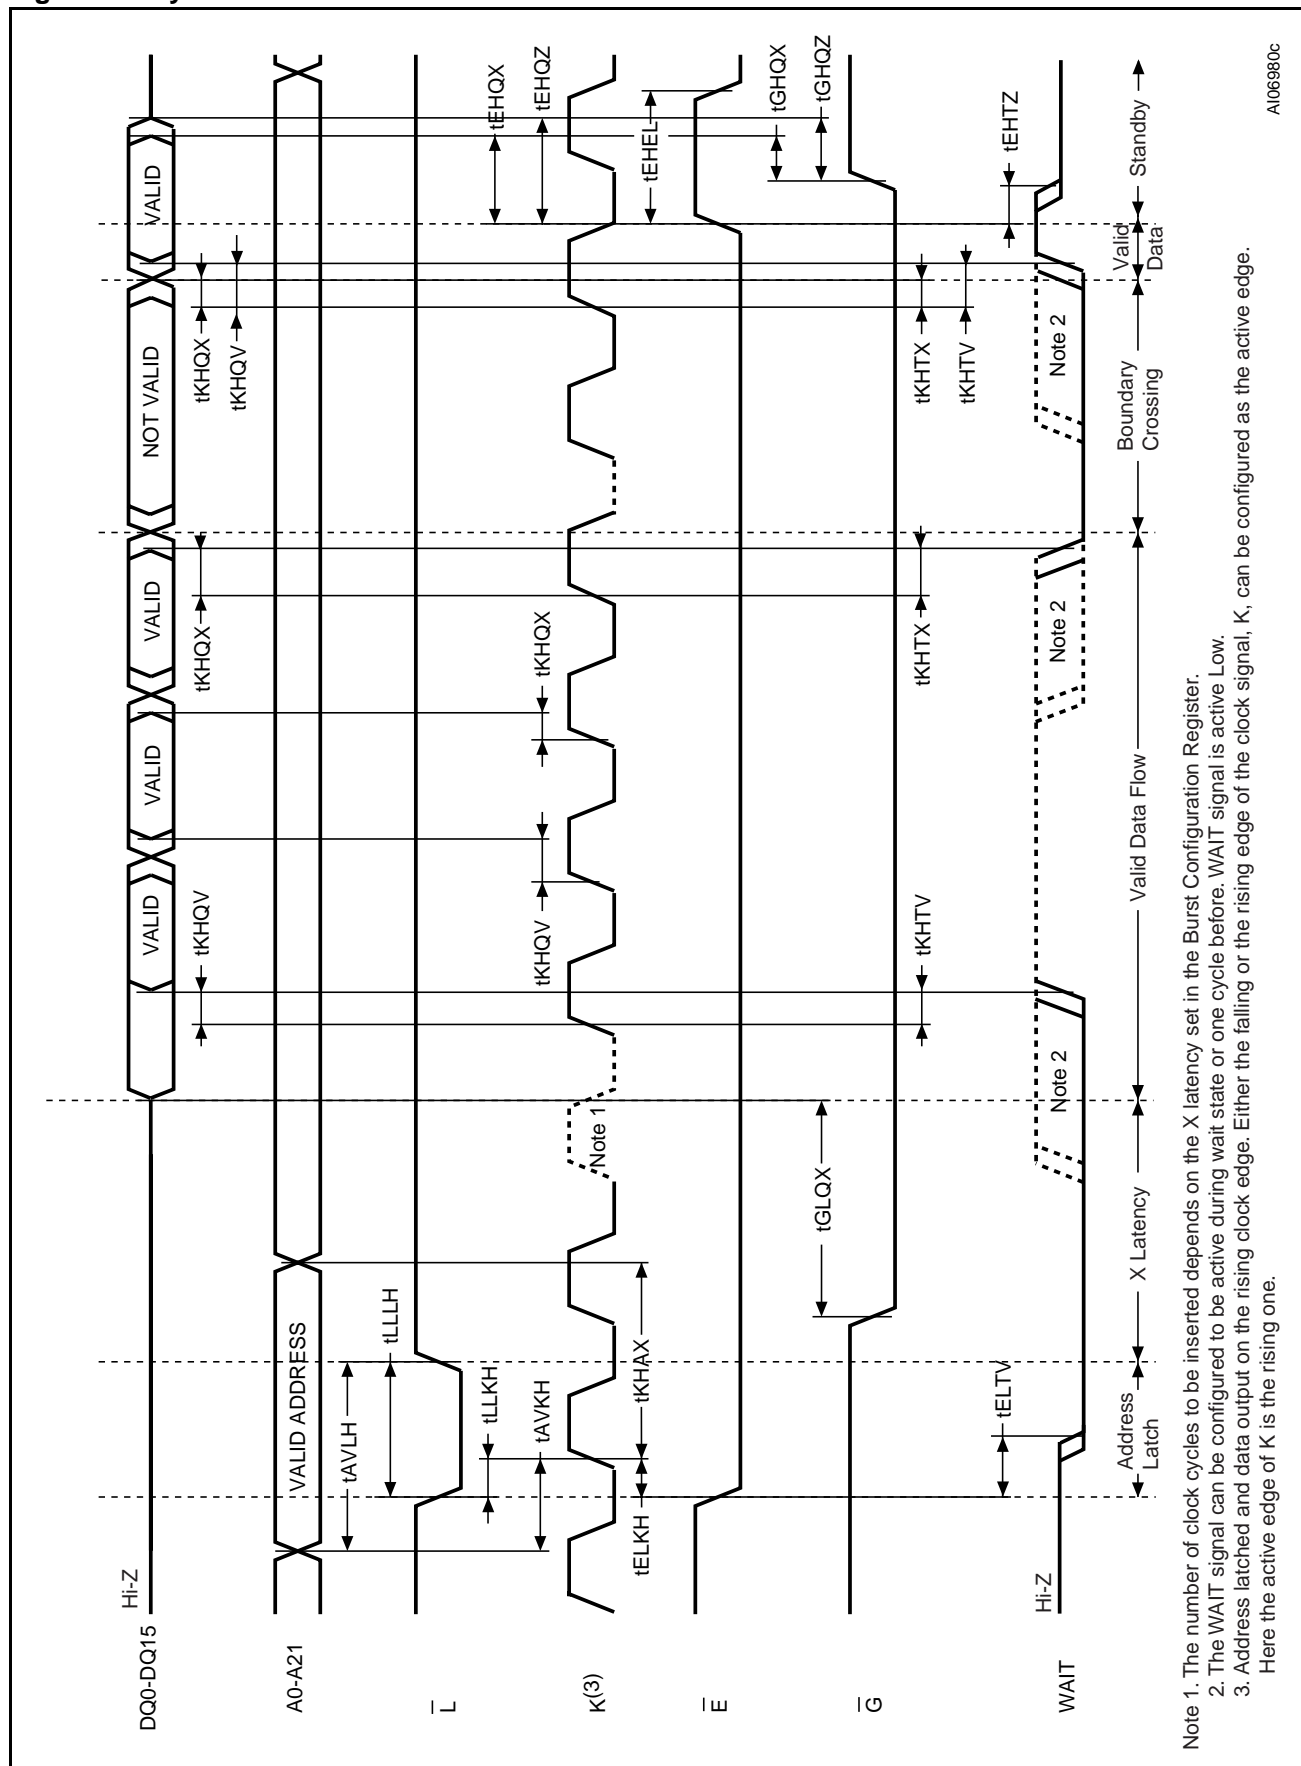 DQ0-DQ15
Hi-Z
VALID
VALID
VALID
NOT VALID
VALID
tKHQV
tKHQX
tKHQX
tKHQV
A0-A21
VALID ADDRESS
tAVLH
L
tLLLH
tLLKH
tAVKH
tKHQV
tKHQX
tEHQX
tEHQZ
K(3)
Note 1
tELKH
tKHAX
tEHEL
E
tGLQX
tGHQX
tGHQZ
G
tKHTV
tKHTX
tKHTX
tKHTV
tELTV
tEHTZ
WAIT
Hi-Z
Note 2
Note 2
Note 2
Address
Latch
X Latency
Valid Data Flow
Boundary
Crossing
Valid
Data
Standby
Note 1. The number of clock cycles to be inserted depends on the X latency set in the Burst Configuration Register.
2. The WAIT signal can be configured to be active during wait state or one cycle before. WAIT signal is active Low.
3. Address latched and data output on the rising clock edge. Either the falling or the rising edge of the clock signal, K, can be configured as the active edge.
Here the active edge of K is the rising one.
AI06980c